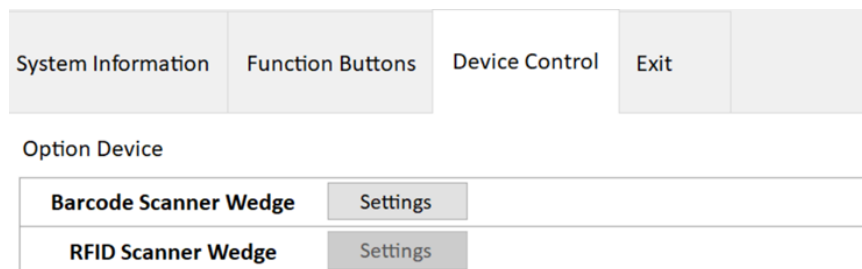 System Information Function Buttons Device Control Exit
Option Device
Barcode Scanner Wedge Settings
RFID Scanner Wedge Settings